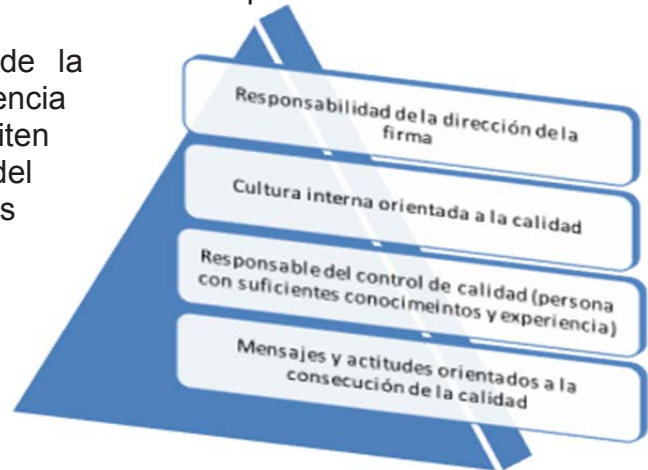 de la
encia
iten
del
s
Responsabilidad de la dirección de la
firma
Cultura interna orientada a la calidad
Responsable del control de calidad (persona
con suficientes conocimeintos y experiencia)
Mensajes y actitudes orientados a la
consecución de la calidad